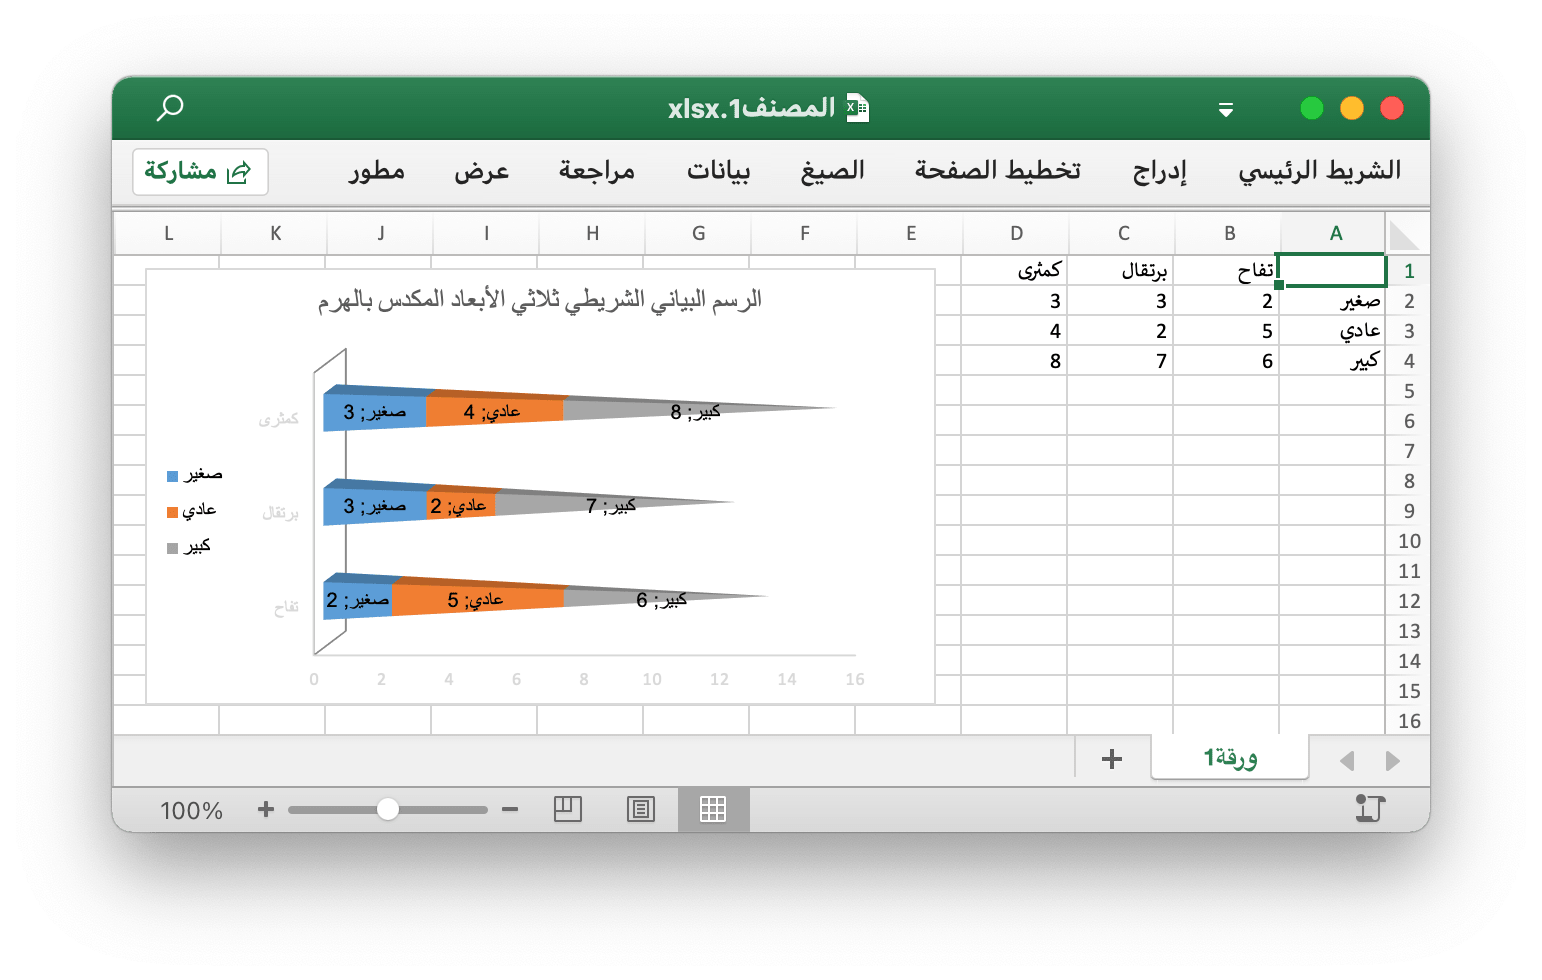 المصنف1.xlsx
الشريط الرئيسي إدراج تخطيط الصفحة الصيغ بيانات مراجعة عرض مطور مشاركة
A B C D E F G H I J K L
1 تفاح برتقال كمثرى
2 صغير 2 3 3
3 عادي 5 2 4
4 كبير 6 7 8
5
6
7
8
9
10
11
12
13
14
15
16
الرسم البياني الشريطي ثلاثي الأبعاد المكدس بالهرم
كمثرى
صغير; 3 عادي; 4 كبير; 8
برتقال
صغير; 3 عادي; 2 كبير; 7
تفاح
صغير; 2 عادي; 5 كبير; 6
0 2 4 6 8 10 12 14 16
صغير
عادي
كبير
ورقة1 +
100% + −